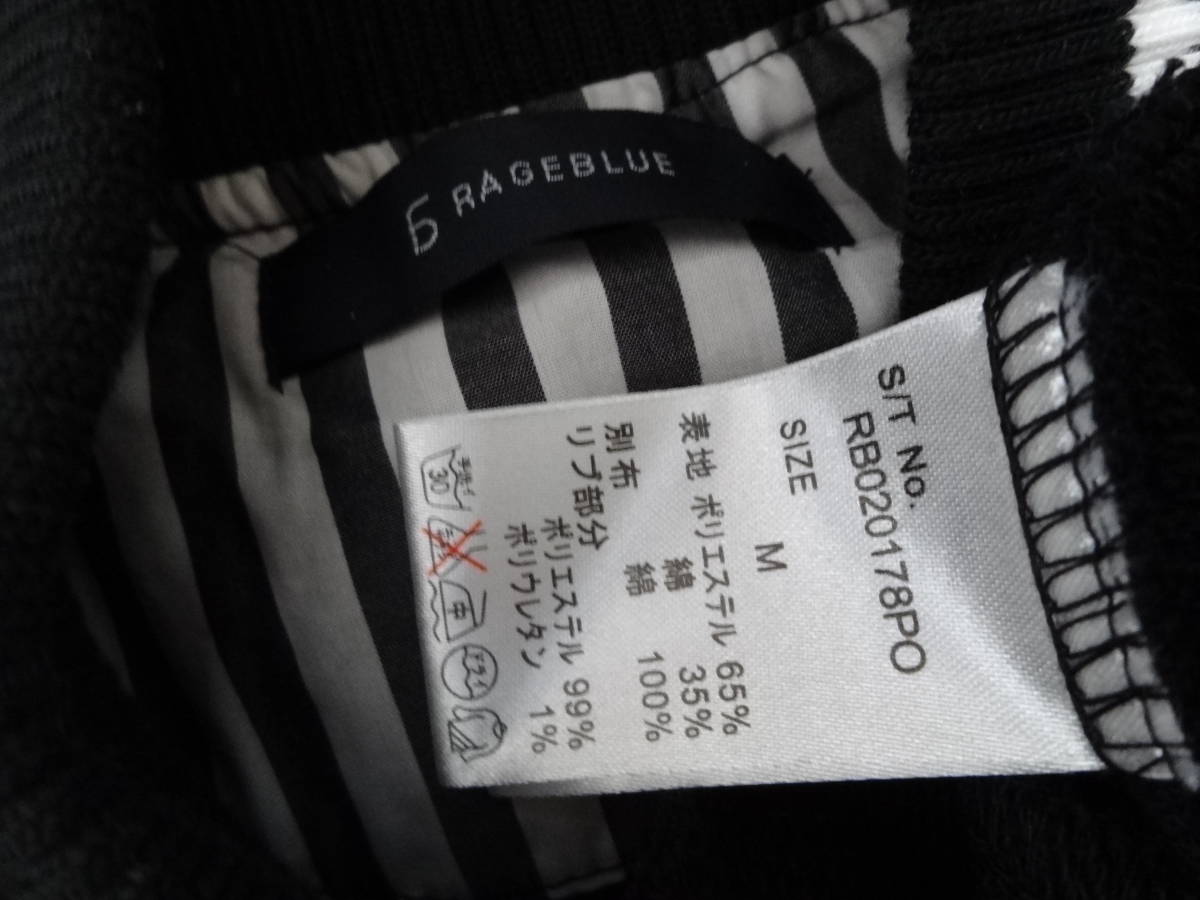 RAGEBLUE
S/T No.
RB020178PO
SIZE
M
表地 ポリエステル 65%
綿 35%
別布 綿 100%
リブ部分
ポリエステル 99%
ポリウレタン 1%
30
中